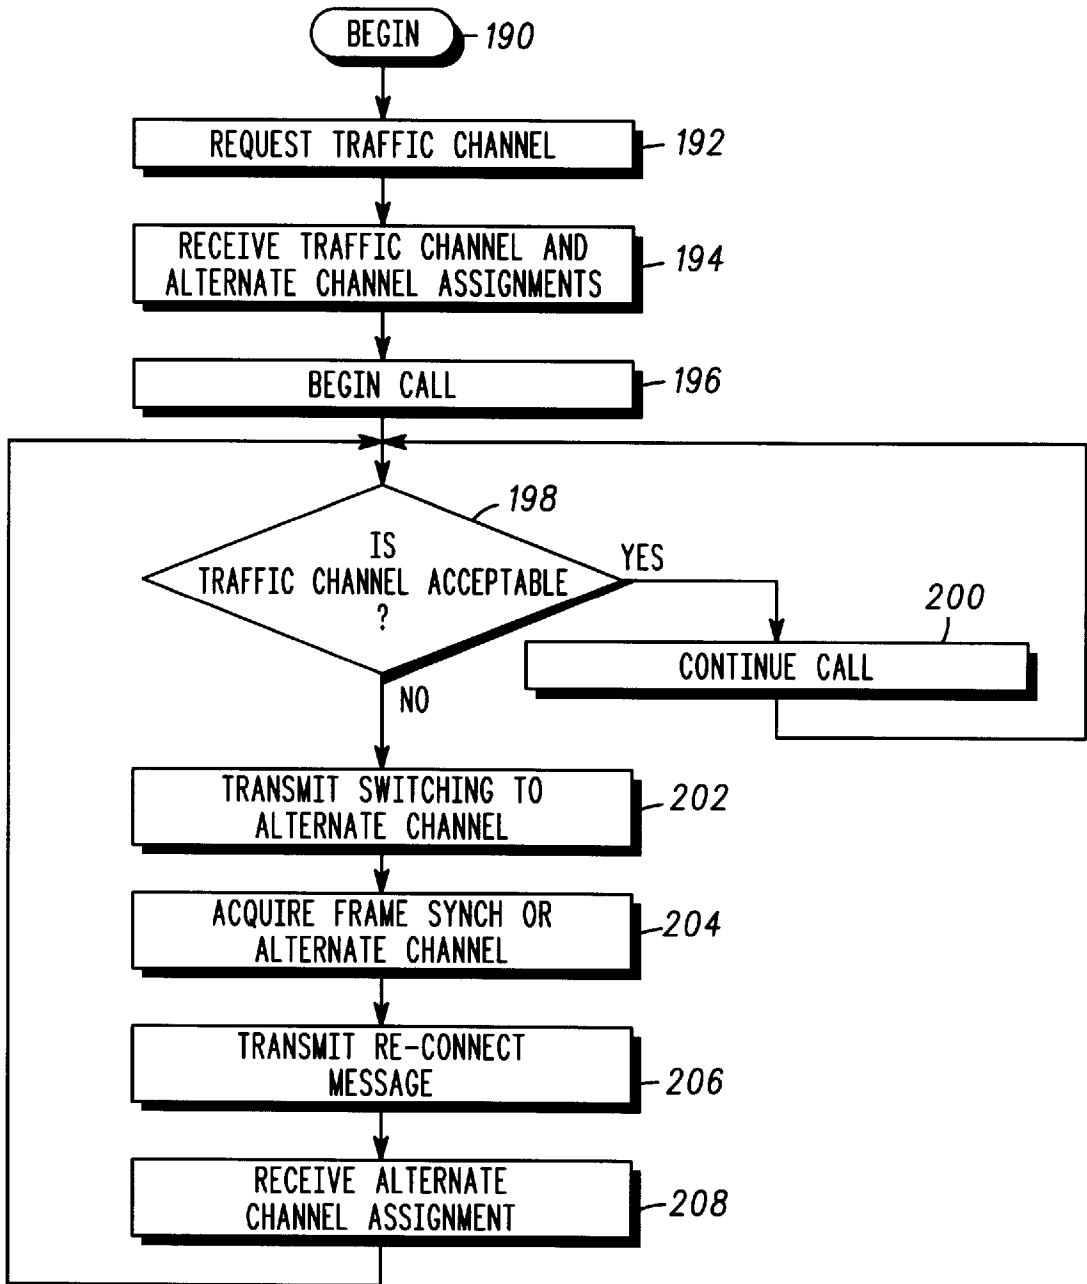 BEGIN
190
REQUEST TRAFFIC CHANNEL
192
RECEIVE TRAFFIC CHANNEL AND
ALTERNATE CHANNEL ASSIGNMENTS
194
BEGIN CALL
196
198
IS
TRAFFIC CHANNEL ACCEPTABLE
?
YES
200
CONTINUE CALL
NO
TRANSMIT SWITCHING TO
ALTERNATE CHANNEL
202
ACQUIRE FRAME SYNCH OR
ALTERNATE CHANNEL
204
TRANSMIT RE-CONNECT
MESSAGE
206
RECEIVE ALTERNATE
CHANNEL ASSIGNMENT
208